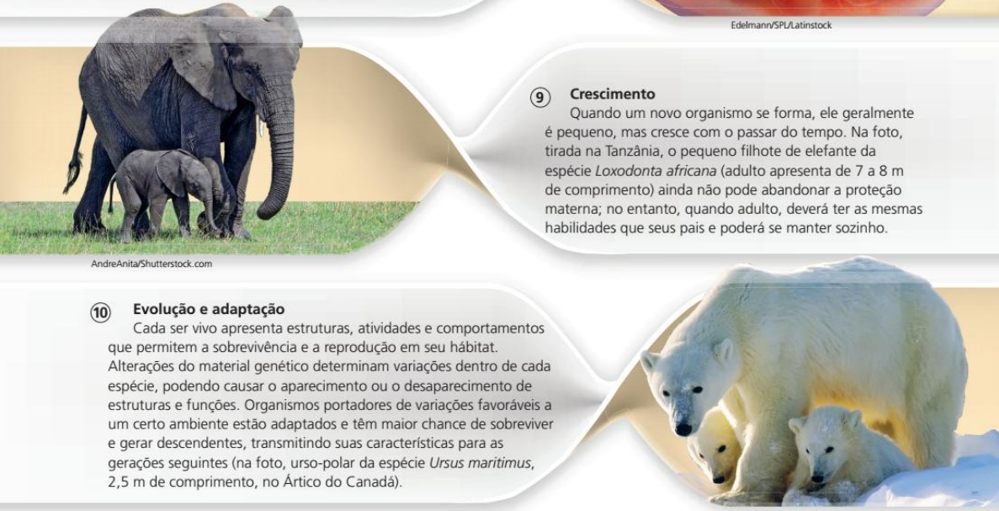 Edelmann/SPL/Latinstock
9 Crescimento
Quando um novo organismo se forma, ele geralmente
é pequeno, mas cresce com o passar do tempo. Na foto,
tirada na Tanzânia, o pequeno filhote de elefante da
espécie Loxodonta africana (adulto apresenta de 7 a 8 m
de comprimento) ainda não pode abandonar a proteção
materna; no entanto, quando adulto, deverá ter as mesmas
habilidades que seus pais e poderá se manter sozinho.
AndreAnita/Shutterstock.com
10 Evolução e adaptação
Cada ser vivo apresenta estruturas, atividades e comportamentos
que permitem a sobrevivência e a reprodução em seu hábitat.
Alterações do material genético determinam variações dentro de cada
espécie, podendo causar o aparecimento ou o desaparecimento de
estruturas e funções. Organismos portadores de variações favoráveis a
um certo ambiente estão adaptados e têm maior chance de sobreviver
e gerar descendentes, transmitindo suas características para as
gerações seguintes (na foto, urso-polar da espécie Ursus maritimus,
2,5 m de comprimento, no Ártico do Canadá).